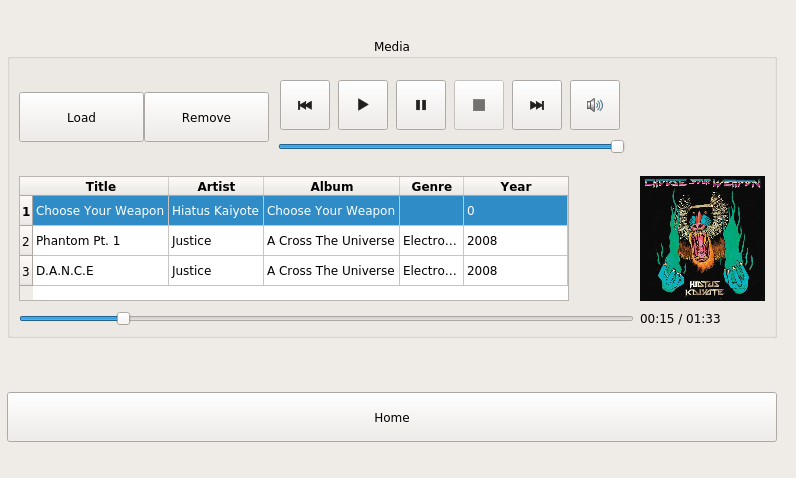 Media
Load
Remove
Title Artist Album Genre Year
1 Choose Your Weapon Hiatus Kaiyote Choose Your Weapon 0
2 Phantom Pt. 1 Justice A Cross The Universe Electro... 2008
3 D.A.N.C.E Justice A Cross The Universe Electro... 2008
CHOOSE YOUR WEAPON
HIATUS
KAIYOTE
00:15 / 01:33
Home